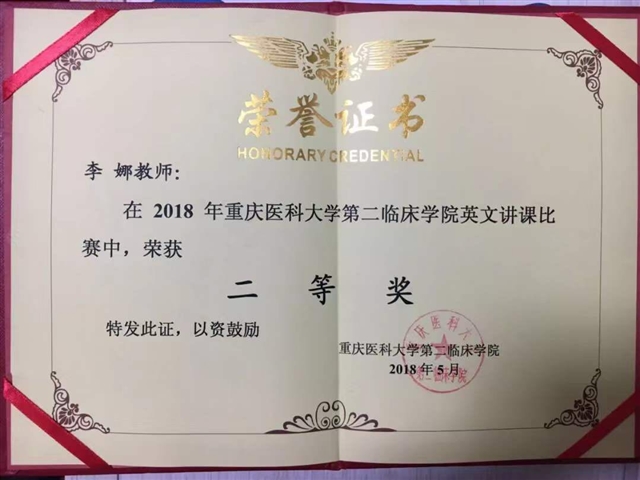 荣誉证书
HONORARY CREDENTIAL
李 娜教师:
在 2018 年重庆医科大学第二临床学院英文讲课比
赛中，荣获
二 等 奖
特发此证，以资鼓励
重庆医科大学第二临床学院
2018 年 5 月